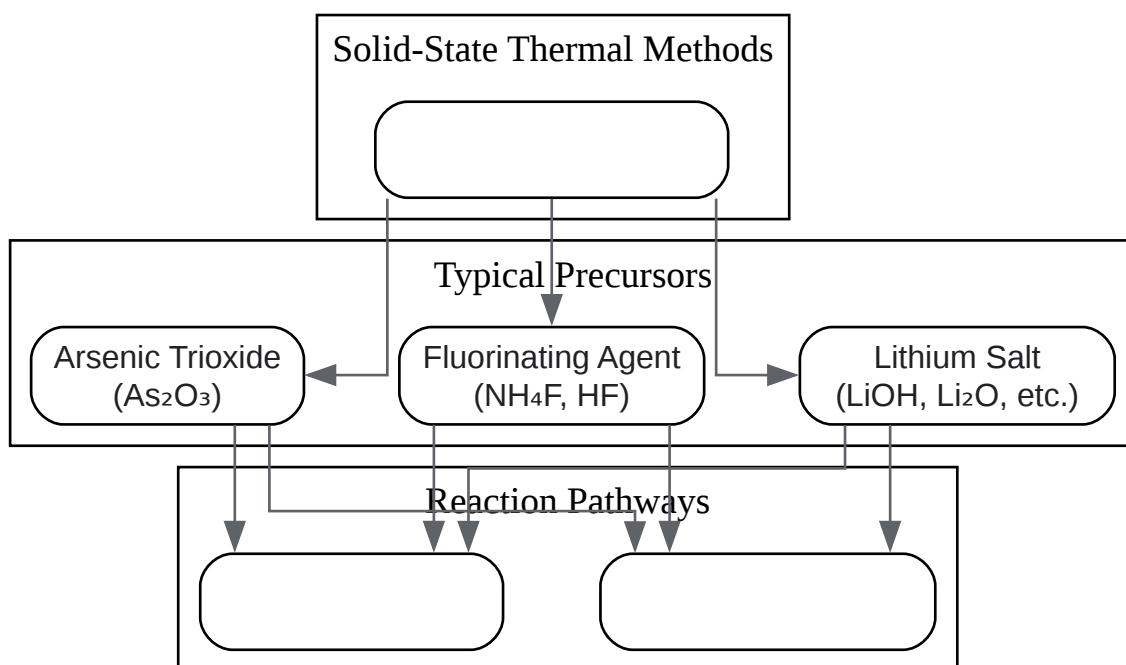 Solid-State Thermal Methods
Typical Precursors
Arsenic Trioxide
(As₂O₃)
Fluorinating Agent
(NH₄F, HF)
Lithium Salt
(LiOH, Li₂O, etc.)
Reaction Pathways